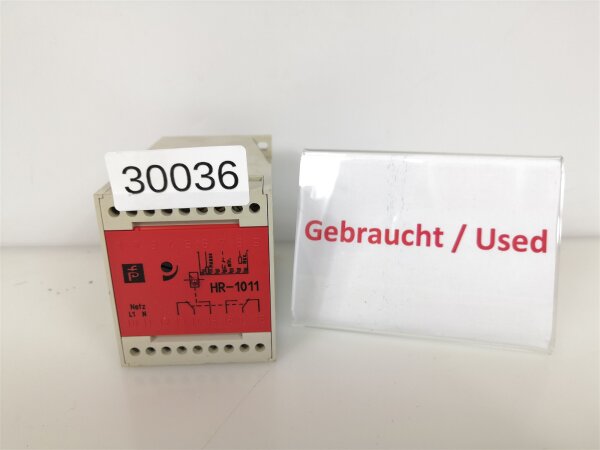 30036
Gebraucht / Used
HR-1011
Netz
L1 N